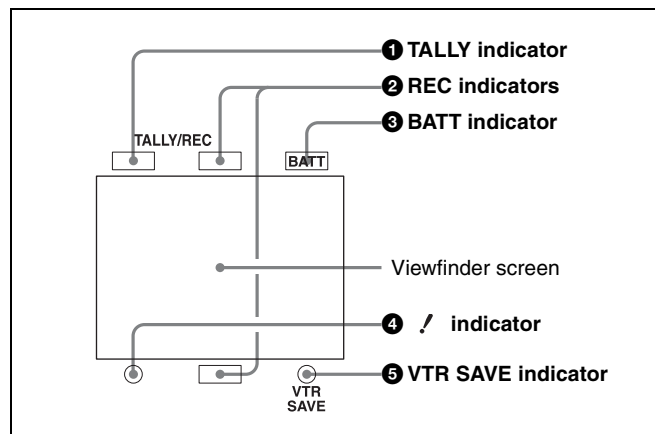 ❶ TALLY indicator
❷ REC indicators
❸ BATT indicator
TALLY/REC
BATT
Viewfinder screen
❹ ! indicator
❺ VTR SAVE indicator
VTR
SAVE